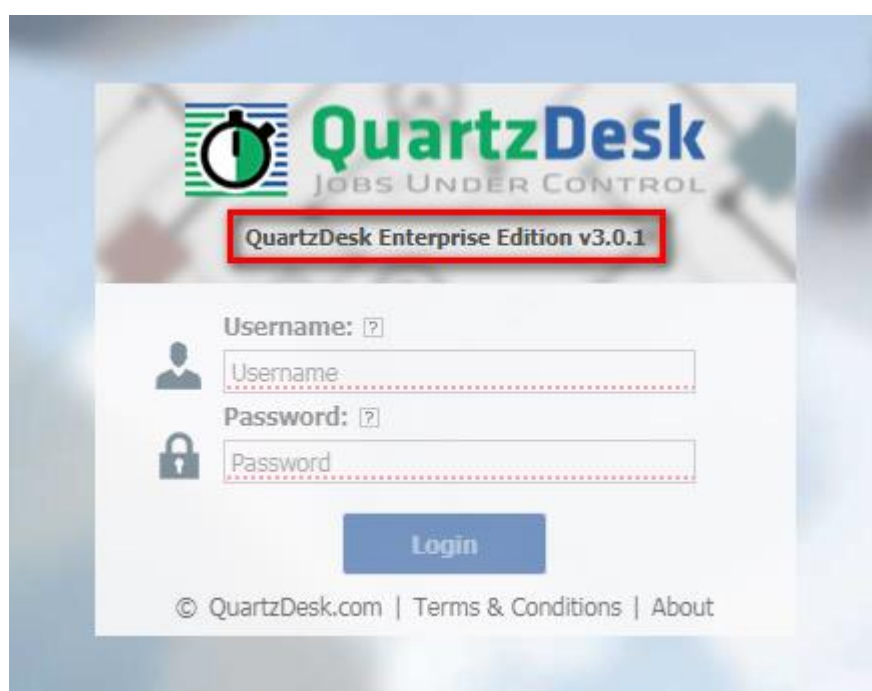 QuartzDesk
JOBS UNDER CONTROL
QuartzDesk Enterprise Edition v3.0.1
Username: ?
Username
Password: ?
Password
Login
© QuartzDesk.com | Terms & Conditions | About